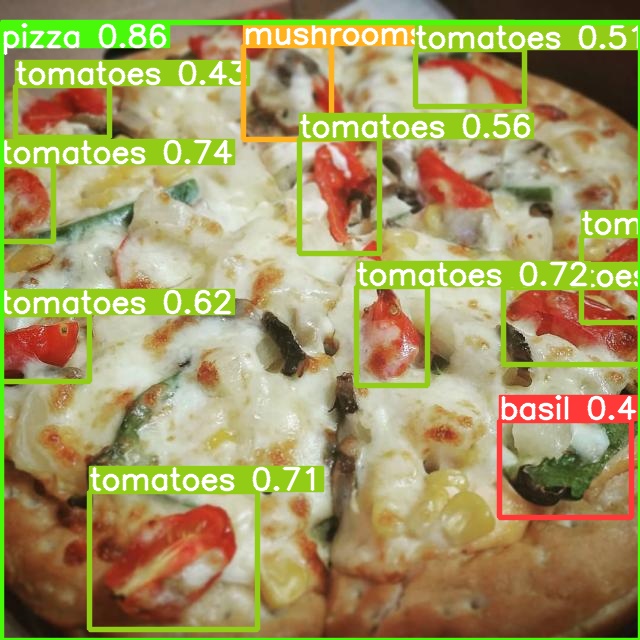 pizza 0.86
mushrooms
tomatoes 0.51
tomatoes 0.43
tomatoes 0.56
tomatoes 0.74
tom
tomatoes 0.72
toes
tomatoes 0.62
basil 0.4
tomatoes 0.71